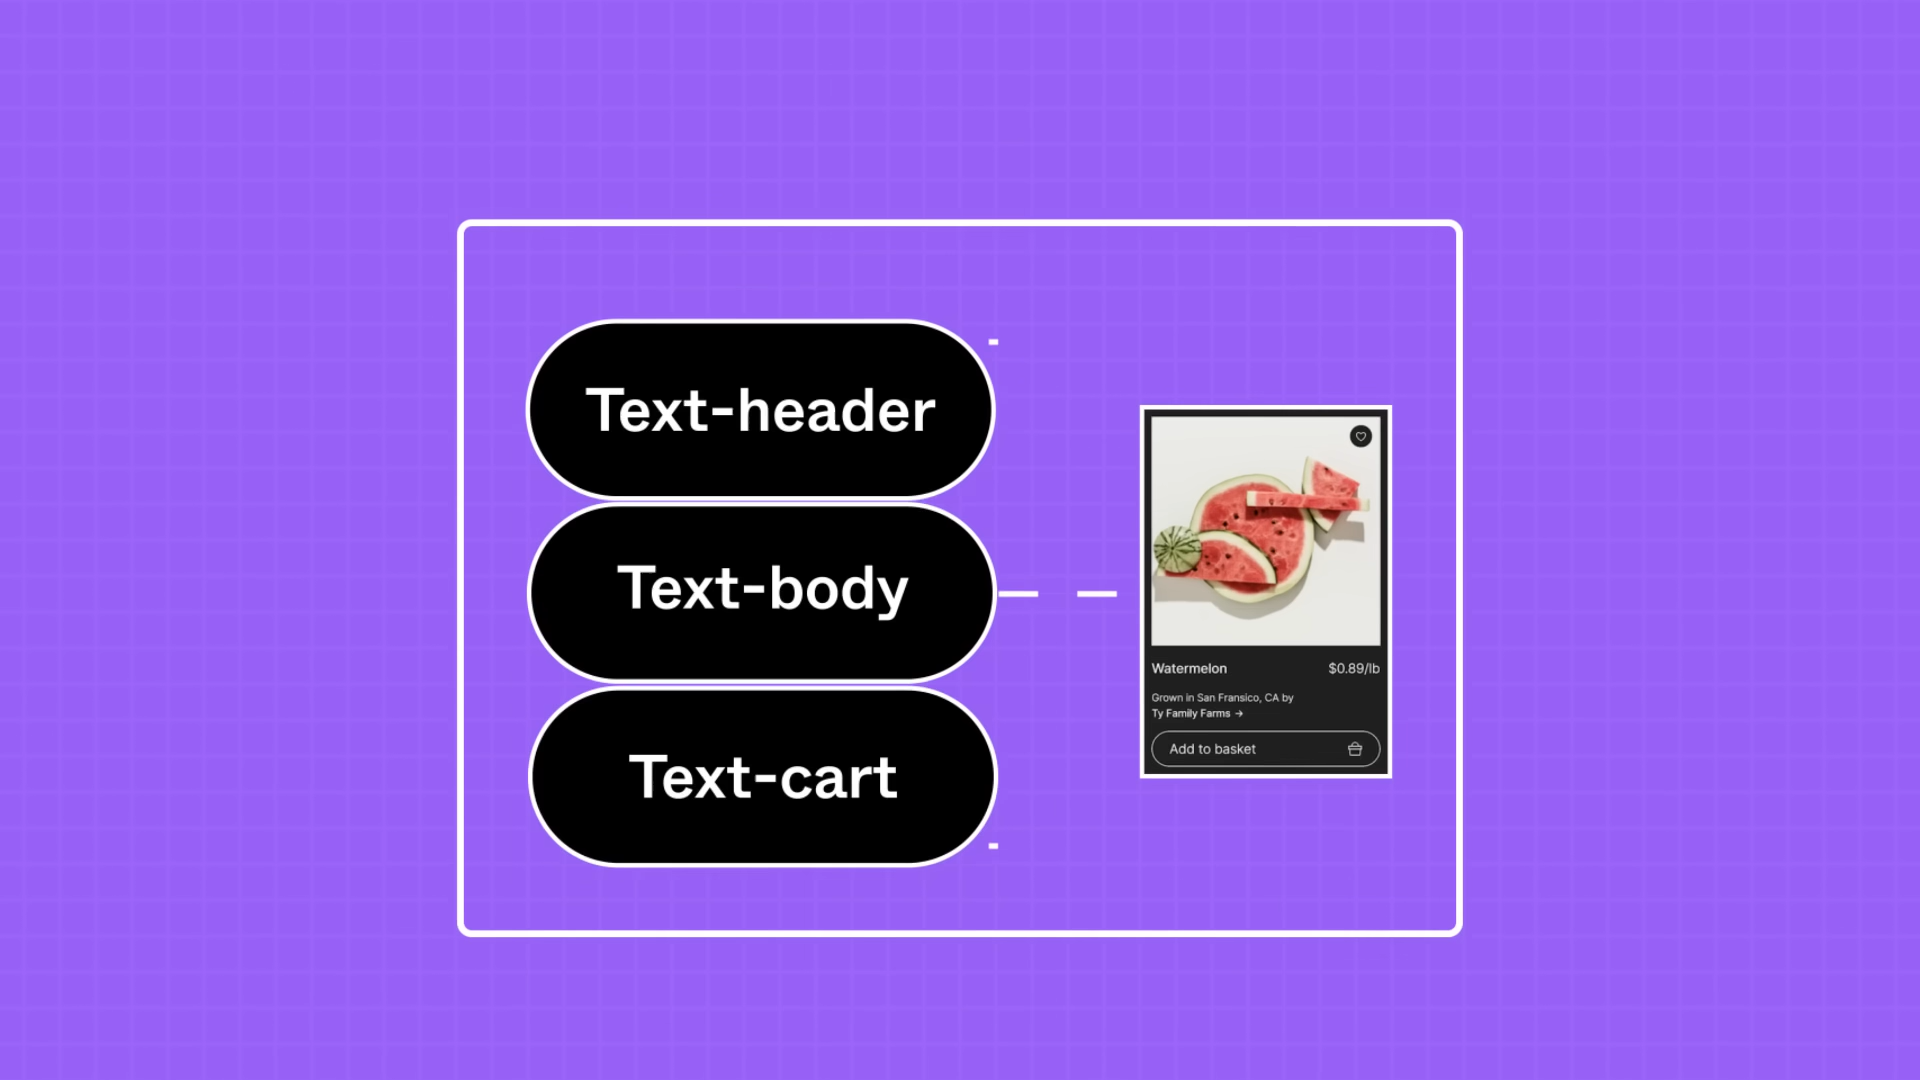 Text-header
Text-body
Text-cart
Watermelon $0.89/lb
Grown in San Fransico, CA by
Ty Family Farms →
Add to basket